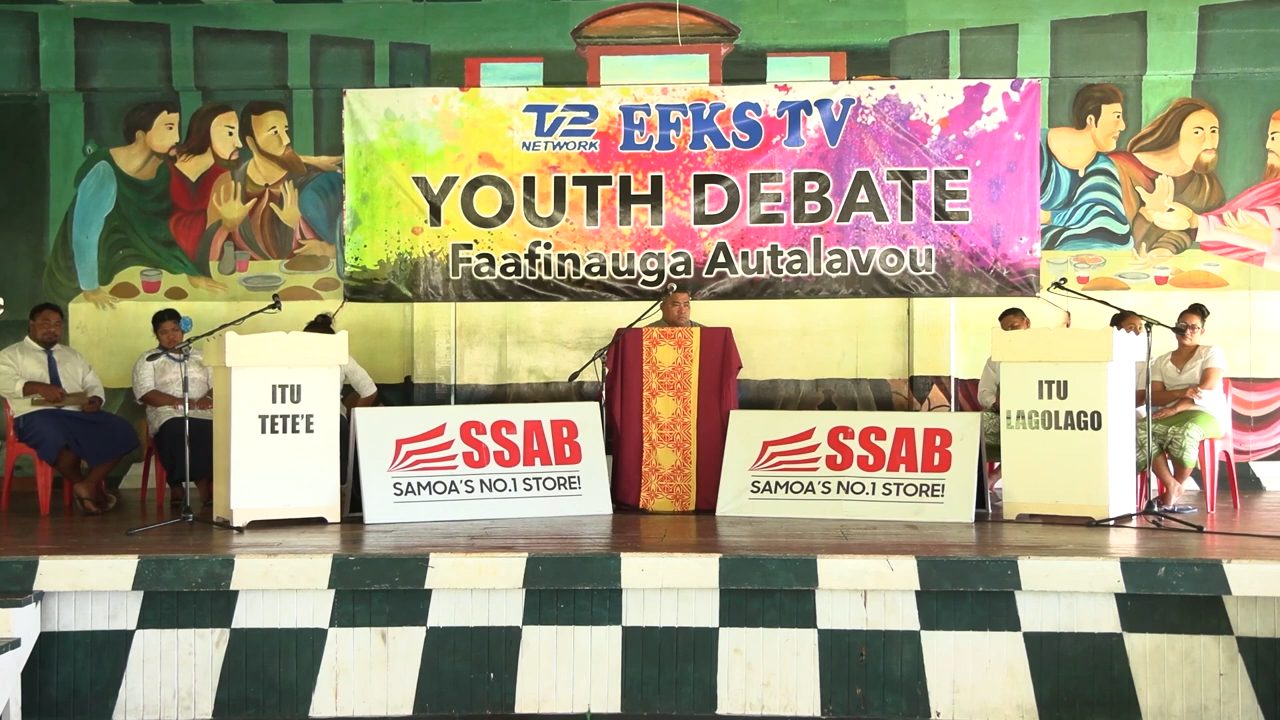 TV2 NETWORK EFKS TV
YOUTH DEBATE
Faafinauga Autalavou
ITU
TETE'E
SSAB
SAMOA'S NO.1 STORE!
SSAB
SAMOA'S NO.1 STORE!
ITU
LAGOLAGO